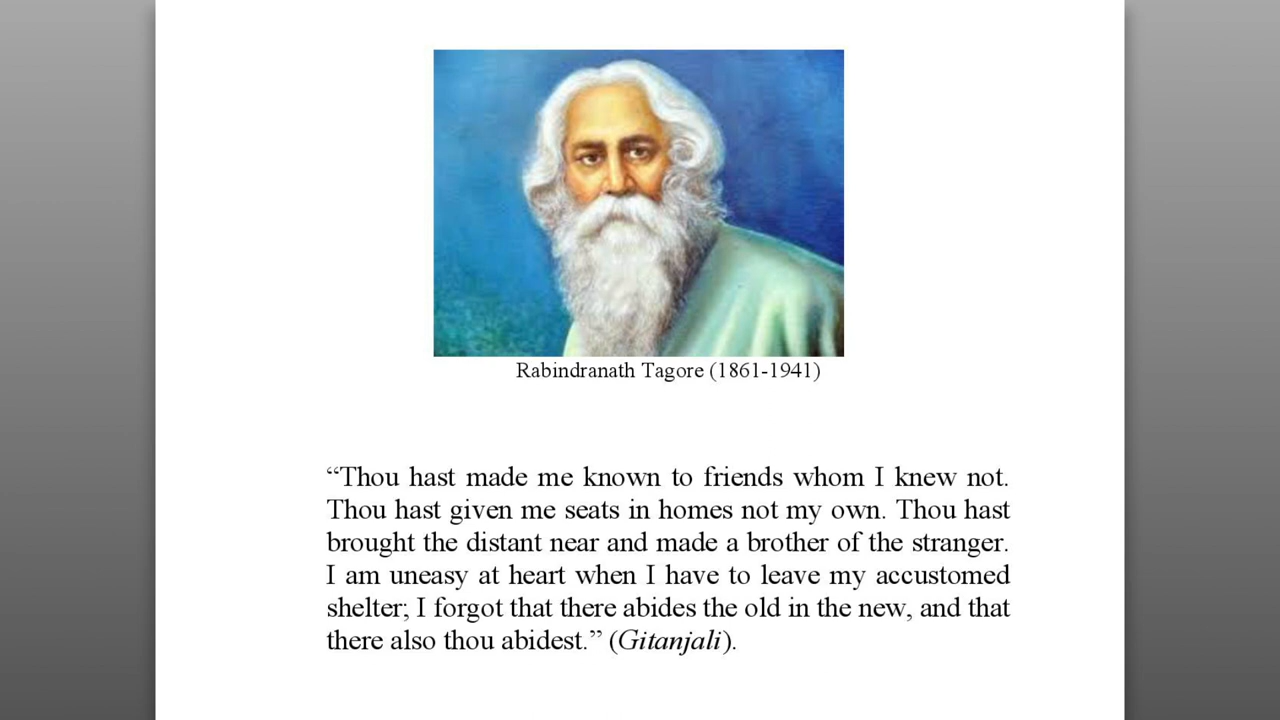 Rabindranath Tagore (1861-1941)
“Thou hast made me known to friends whom I knew not.
Thou hast given me seats in homes not my own. Thou hast
brought the distant near and made a brother of the stranger.
I am uneasy at heart when I have to leave my accustomed
shelter; I forgot that there abides the old in the new, and that
there also thou abidest.” (Gitanjali).